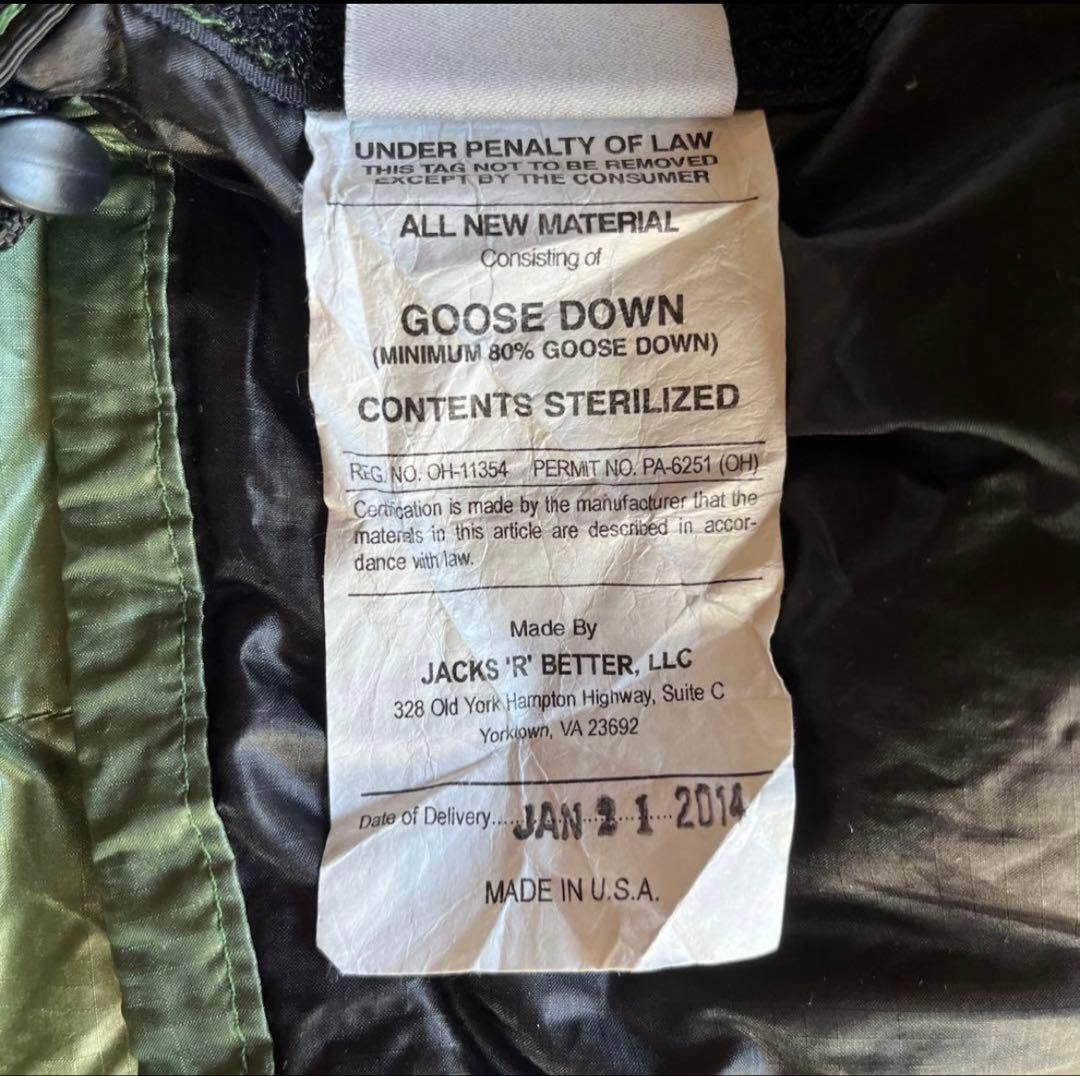 UNDER PENALTY OF LAW
THIS TAG NOT TO BE REMOVED
EXCEPT BY THE CONSUMER
ALL NEW MATERIAL
Consisting of
GOOSE DOWN
(MINIMUM 80% GOOSE DOWN)
CONTENTS STERILIZED
REG. NO. OH-11354 PERMIT NO. PA-6251 (OH)
Certification is made by the manufacturer that the
materials in this article are described in accor-
dance with law.
Made By
JACKS 'R' BETTER, LLC
328 Old York Hampton Highway, Suite C
Yorktown, VA 23692
Date of Delivery.....JAN 21 2014
MADE IN U.S.A.